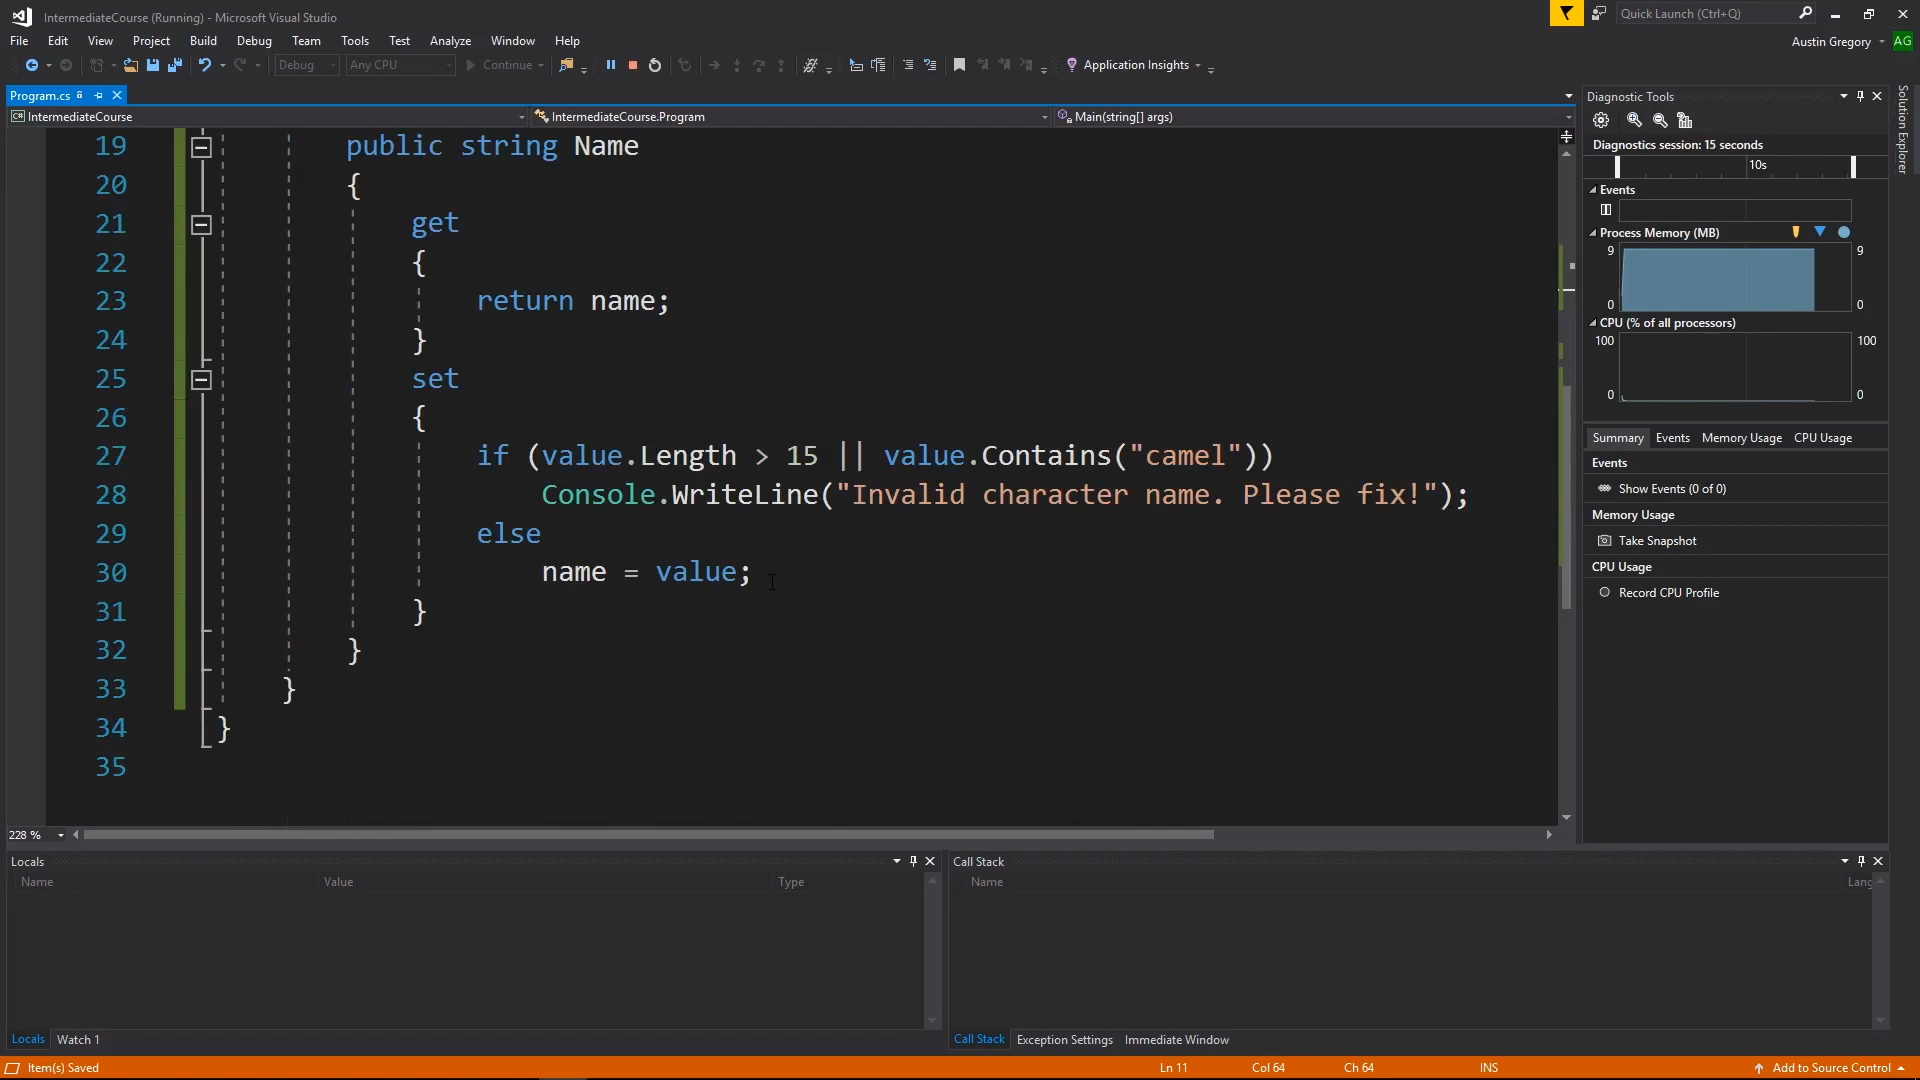 IntermediateCourse (Running) - Microsoft Visual Studio
Quick Launch (Ctrl+Q)
File Edit View Project Build Debug Team Tools Test Analyze Window Help
Austin Gregory AG
Debug Any CPU Continue Application Insights
Program.cs
IntermediateCourse IntermediateCourse.Program Main(string[] args)
19 public string Name
20 {
21 get
22 {
23 return name;
24 }
25 set
26 {
27 if (value.Length > 15 || value.Contains("camel"))
28 Console.WriteLine("Invalid character name. Please fix!");
29 else
30 name = value;
31 }
32 }
33 }
34 }
35
228 %
Diagnostic Tools
Diagnostics session: 15 seconds
10s
Events
Process Memory (MB)
9 9
0 0
CPU (% of all processors)
100 100
0 0
Summary Events Memory Usage CPU Usage
Events
Show Events (0 of 0)
Memory Usage
Take Snapshot
CPU Usage
Record CPU Profile
Solution Explorer
Locals
Name Value Type
Locals Watch 1
Call Stack
Name Lang
Call Stack Exception Settings Immediate Window
Item(s) Saved Ln 11 Col 64 Ch 64 INS Add to Source Control